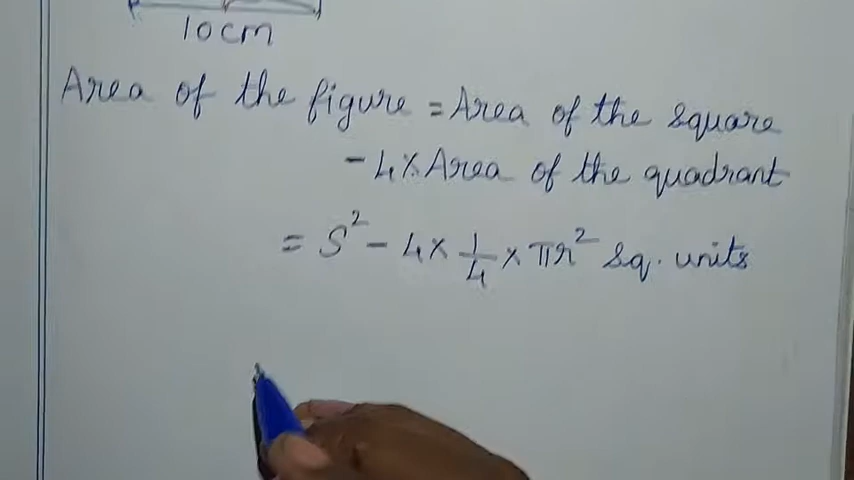 10cm
Area of the figure = Area of the square
- 4 × Area of the quadrant
= S² - 4 × 1/4 × πr² sq. units